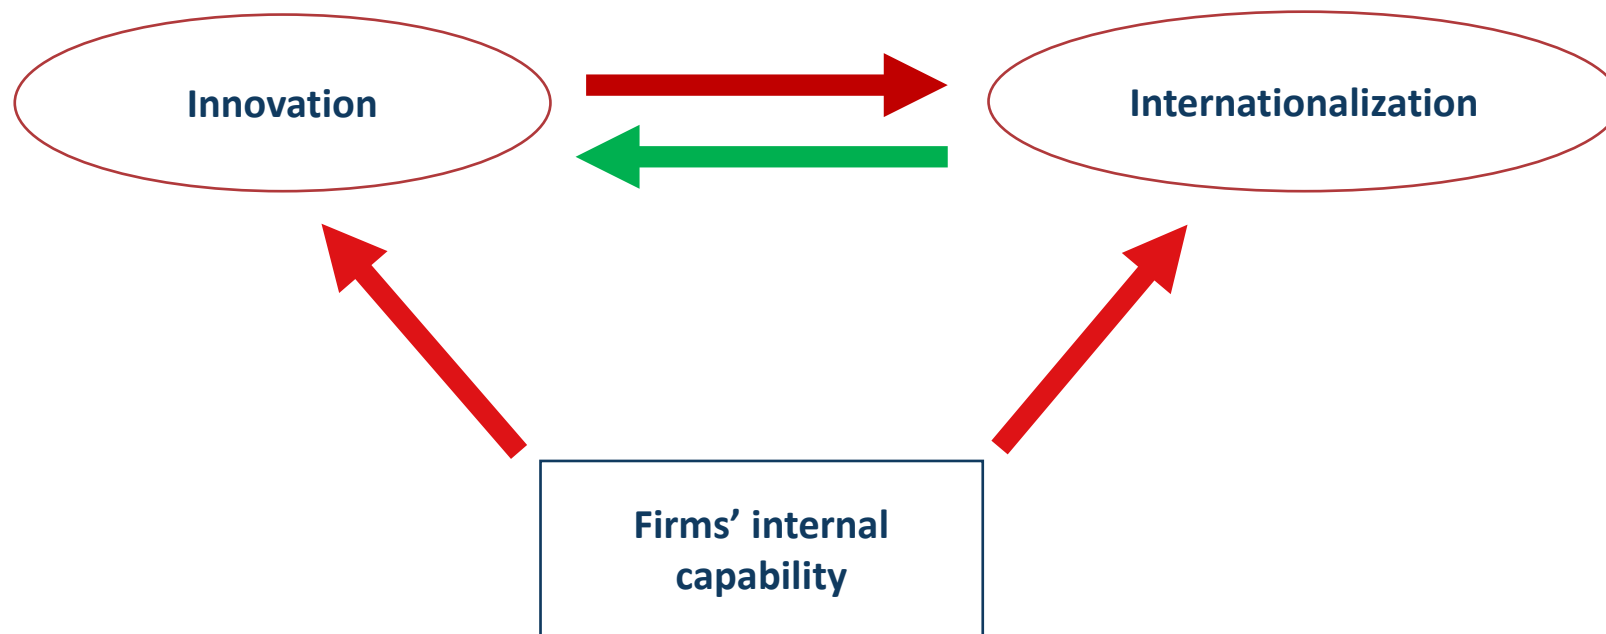 Innovation
Internationalization
Firms’ internal
capability